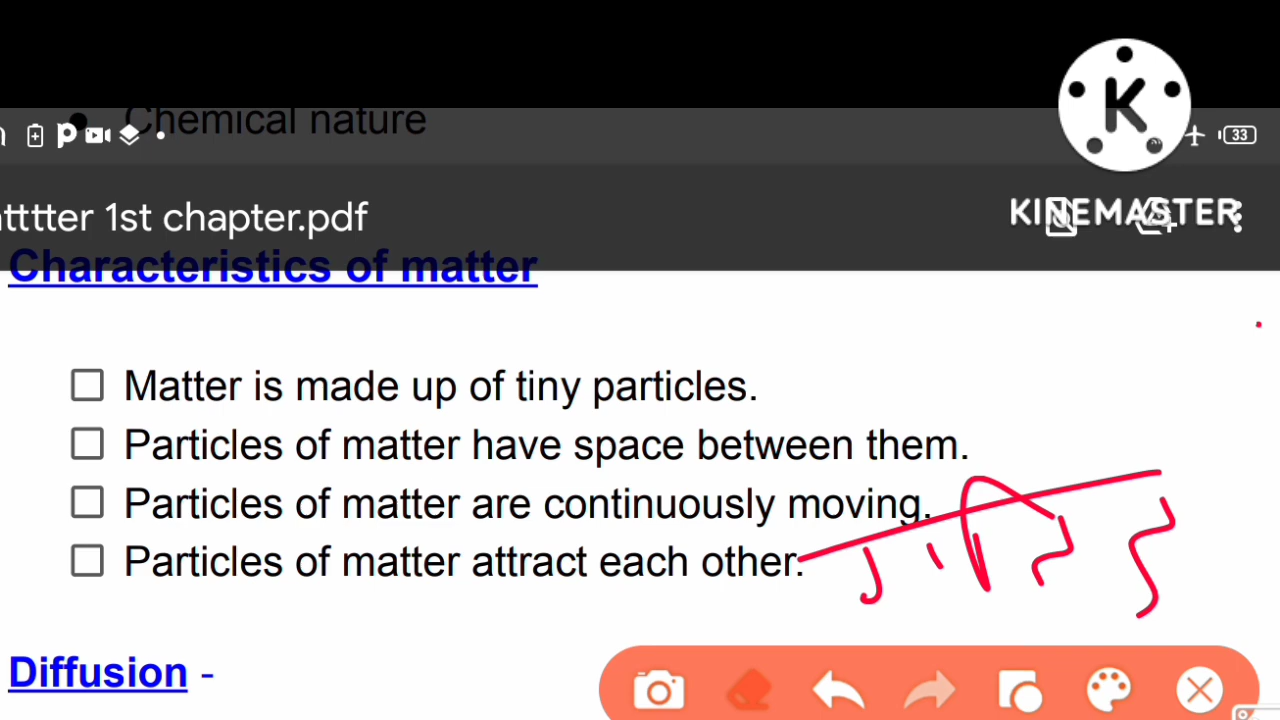 Chemical nature
33
1st chapter.pdf
KINEMASTER
Characteristics of matter
Matter is made up of tiny particles.
Particles of matter have space between them.
Particles of matter are continuously moving.
Particles of matter attract each other.
Diffusion -